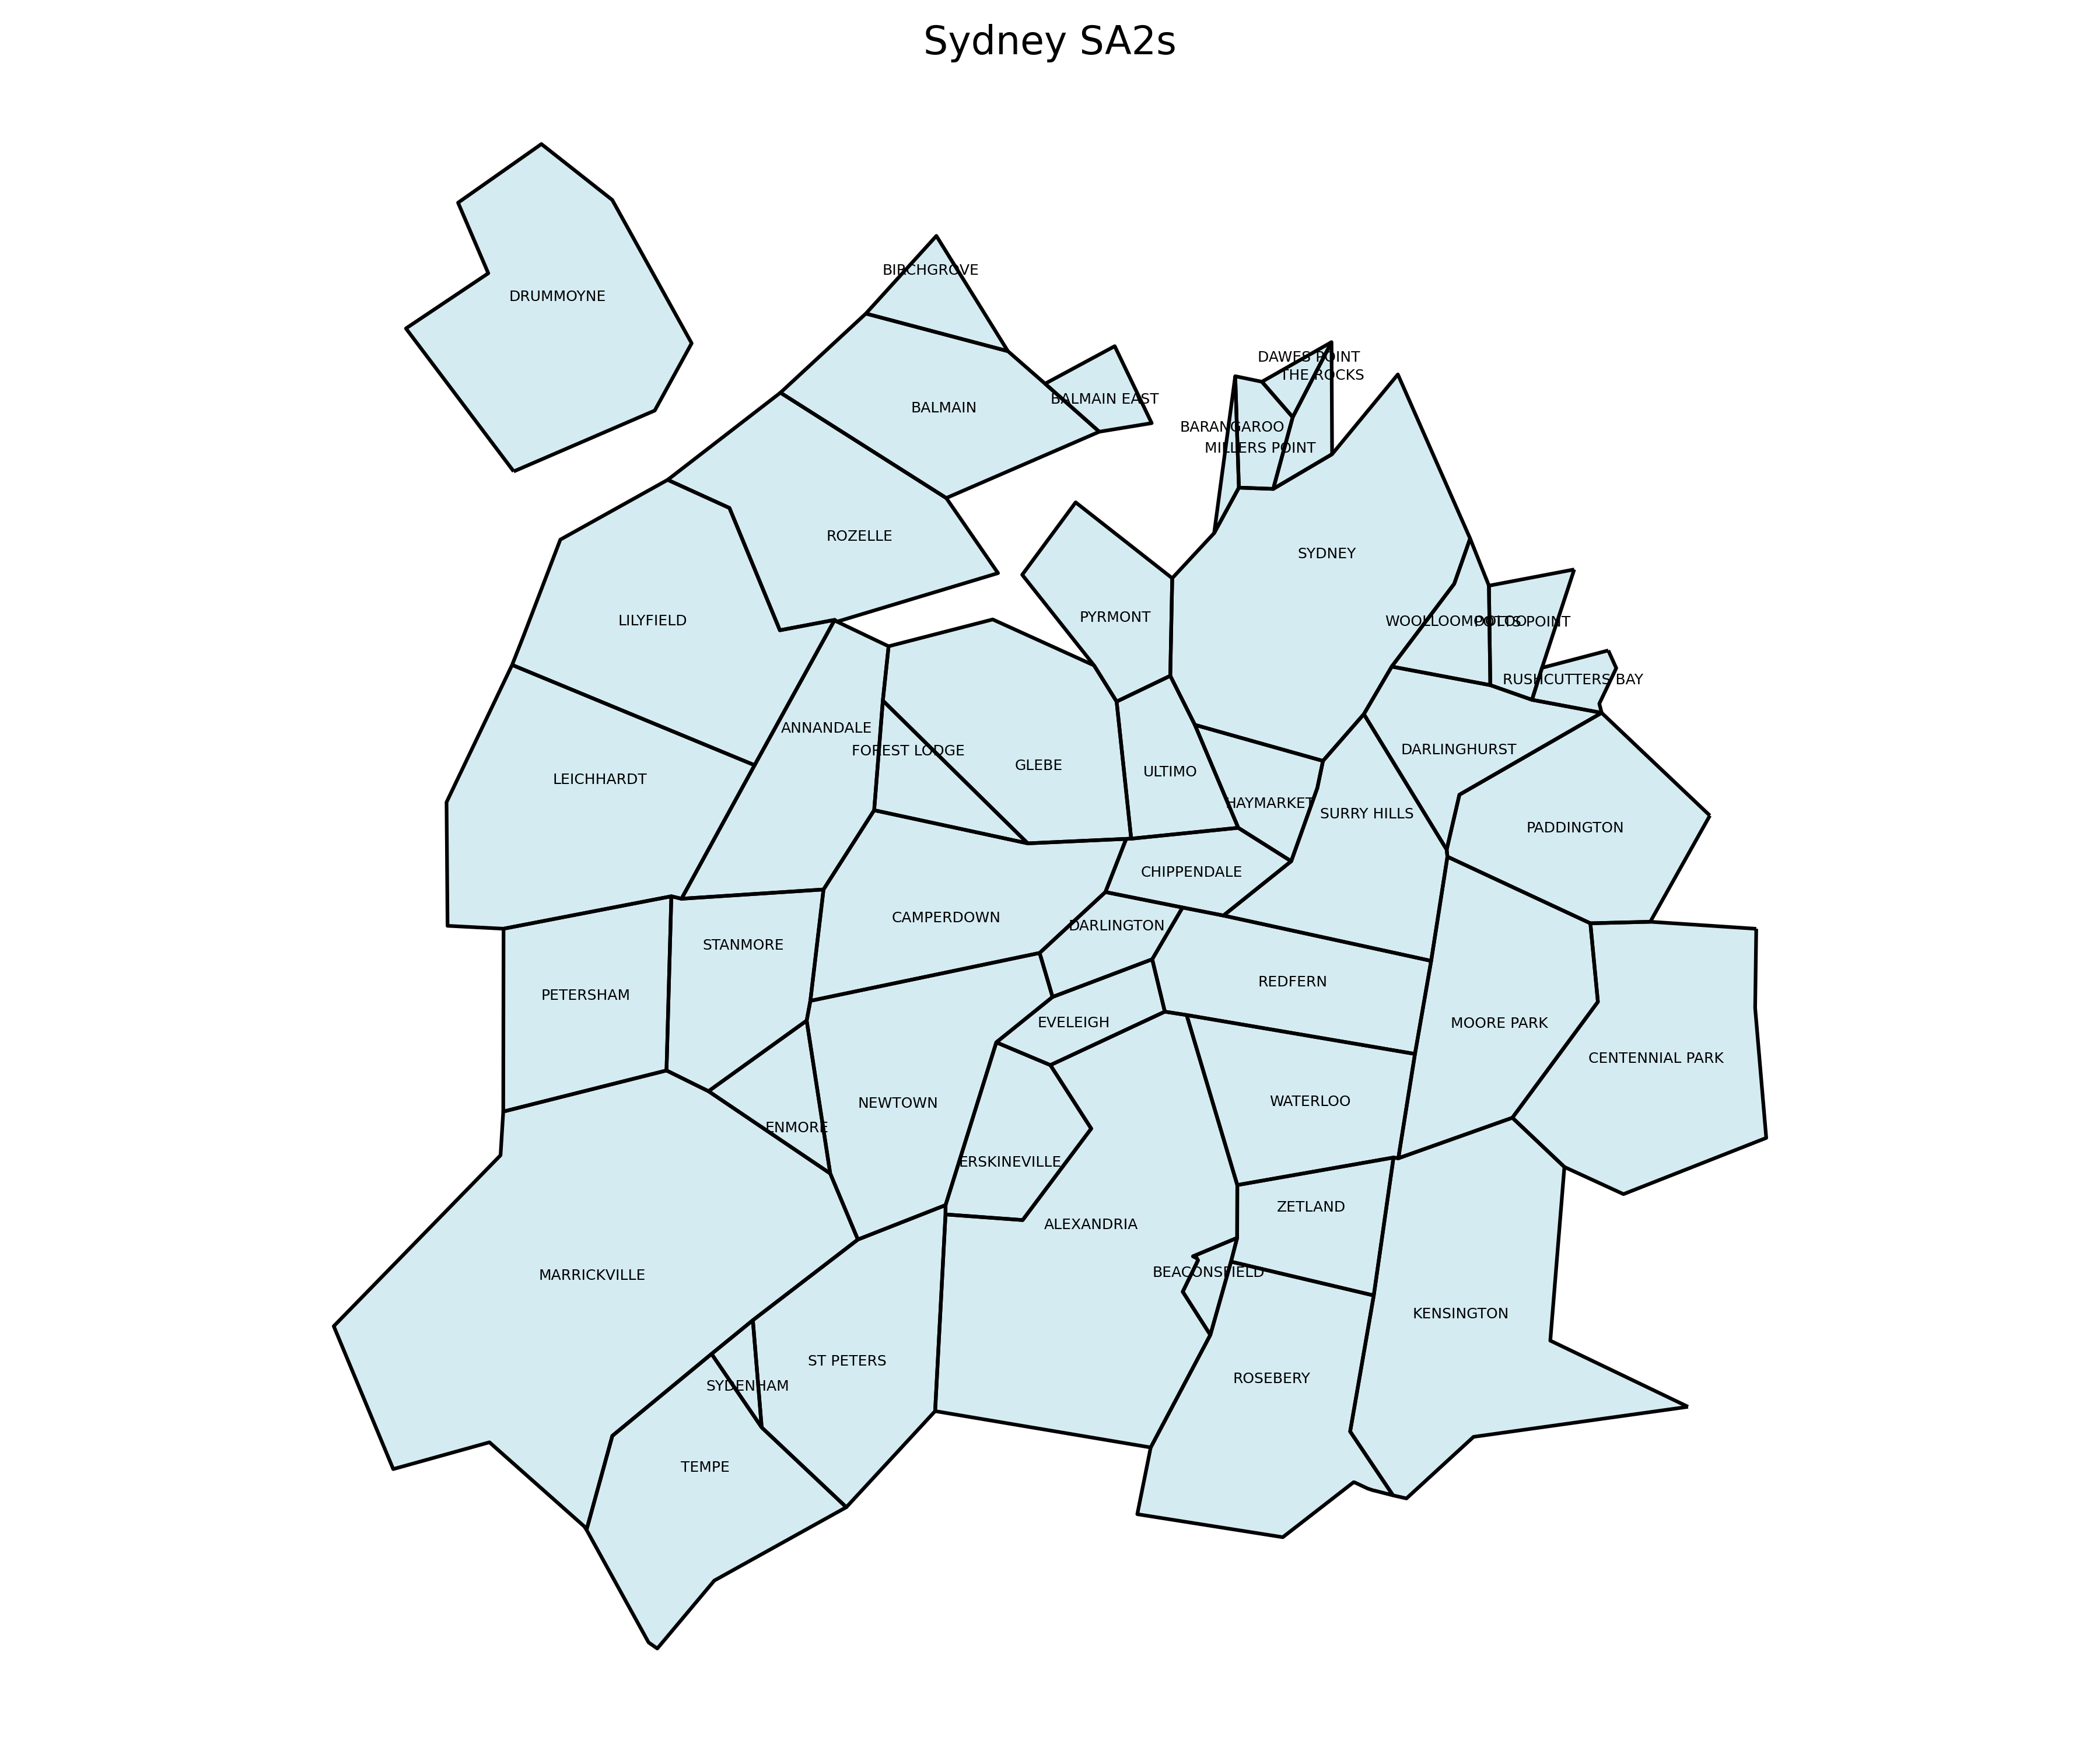 Sydney SA2s
BIRCHGROVE
DRUMMOYNE
DAWES POINT
THE ROCKS
BALMAIN EAST
BALMAIN
BARANGAROO
MILLERS POINT
ROZELLE
SYDNEY
PYRMONT
LILYFIELD
WOOLLOOMOOLOO
POTTS POINT
RUSHCUTTERS BAY
ANNANDALE
FOREST LODGE
DARLINGHURST
GLEBE
ULTIMO
LEICHHARDT
HAYMARKET
SURRY HILLS
PADDINGTON
CHIPPENDALE
CAMPERDOWN
DARLINGTON
STANMORE
REDFERN
PETERSHAM
EVELEIGH
MOORE PARK
CENTENNIAL PARK
NEWTOWN
WATERLOO
ENMORE
ERSKINEVILLE
ZETLAND
ALEXANDRIA
BEACONSFIELD
MARRICKVILLE
KENSINGTON
ST PETERS
ROSEBERY
SYDENHAM
TEMPE